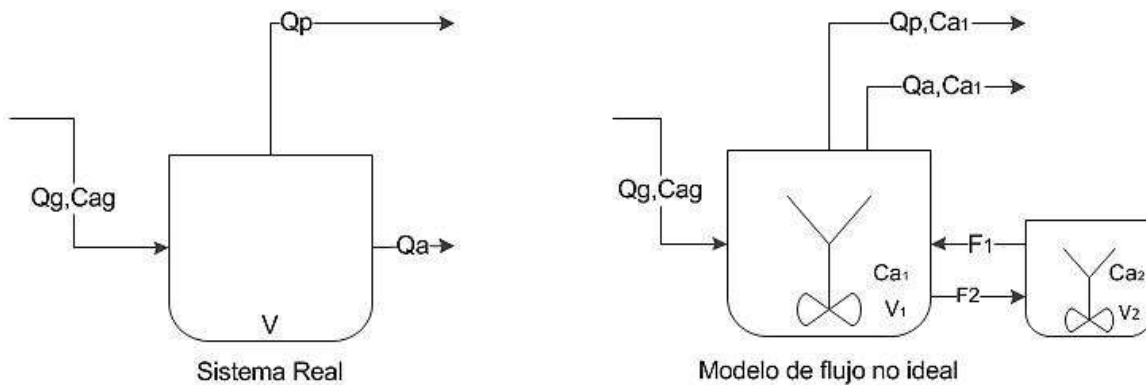 Qp
Qg,Cag
Qa
V
Sistema Real
Qp,Ca₁
Qa,Ca₁
Qg,Cag
F1
Ca₁
V₁
F2
Ca₂
V₂
Modelo de flujo no ideal